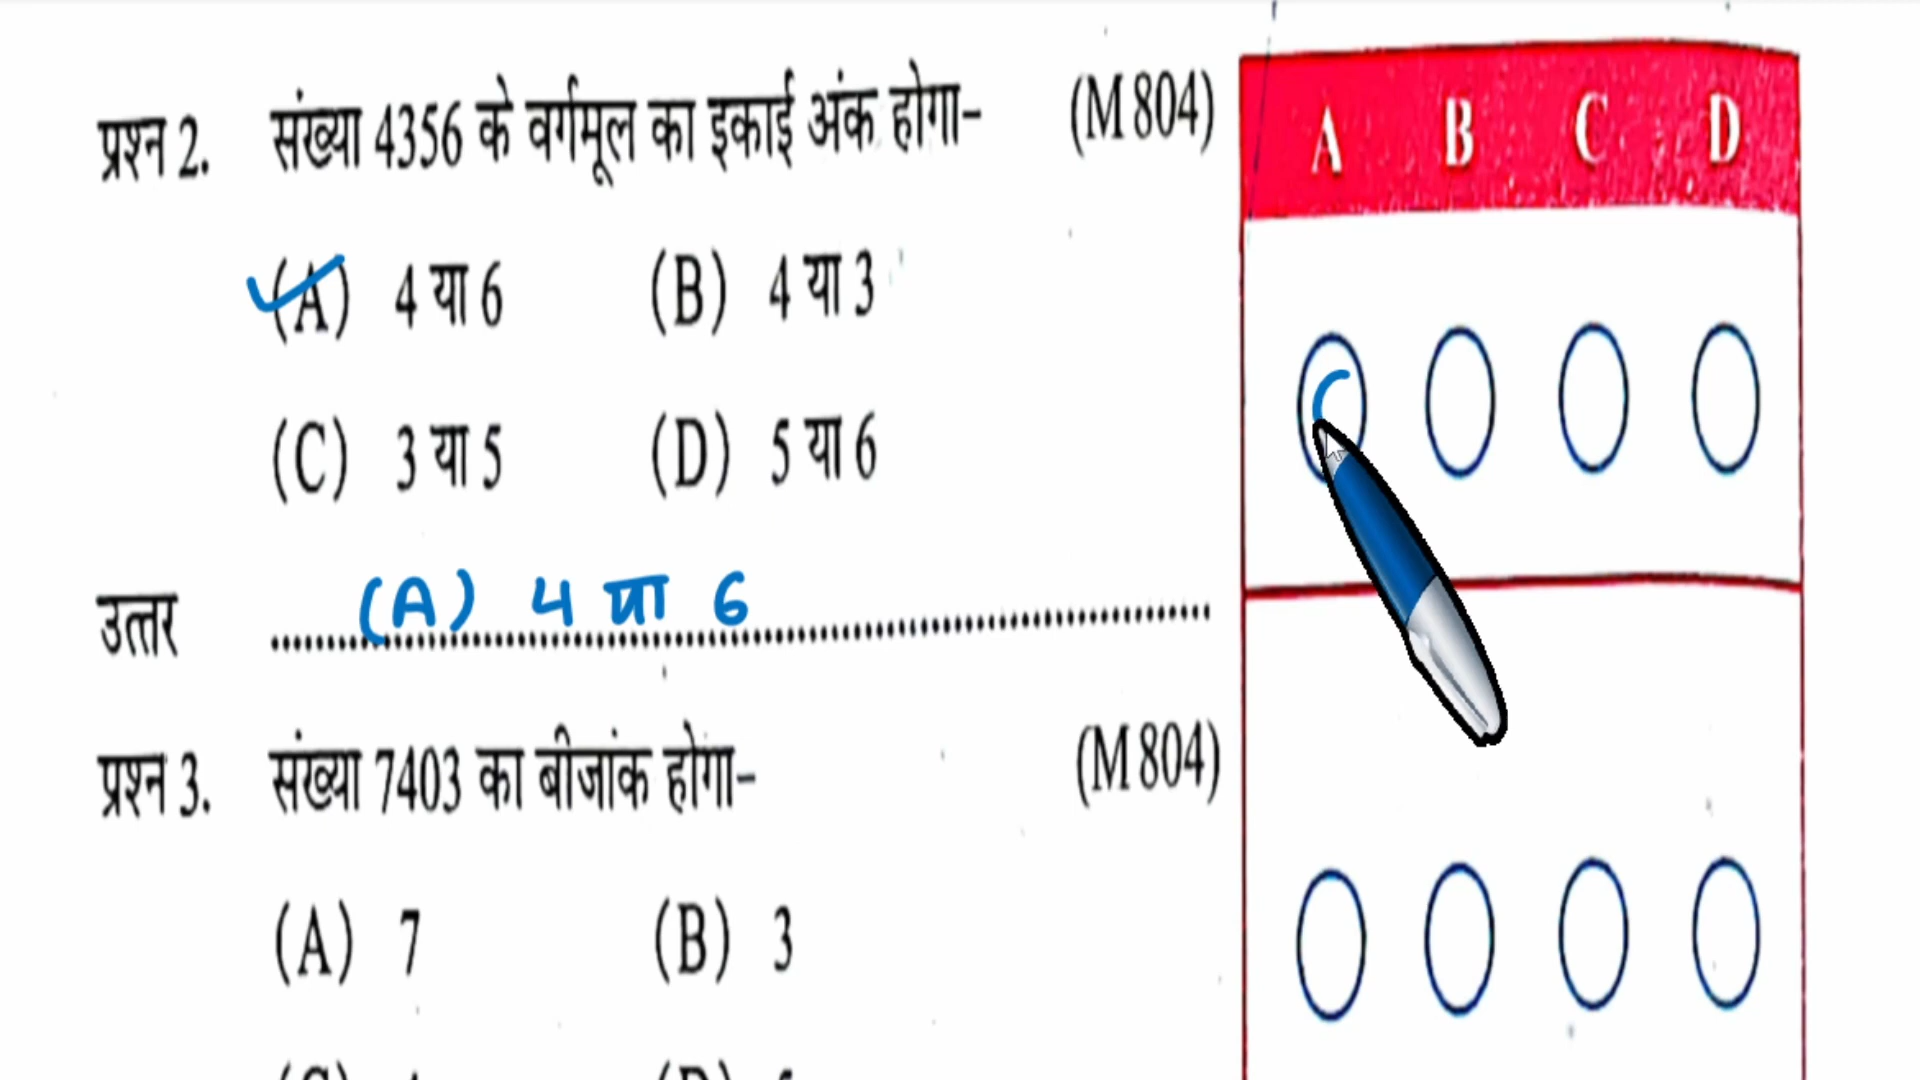 प्रश्न 2. संख्या 4356 के वर्गमूल का इकाई अंक होगा- (M 804)
A B C D
(A) 4 या 6 (B) 4 या 3
(C) 3 या 5 (D) 5 या 6
उत्तर (A) 4 या 6
प्रश्न 3. संख्या 7403 का बीजांक होगा- (M 804)
(A) 7 (B) 3